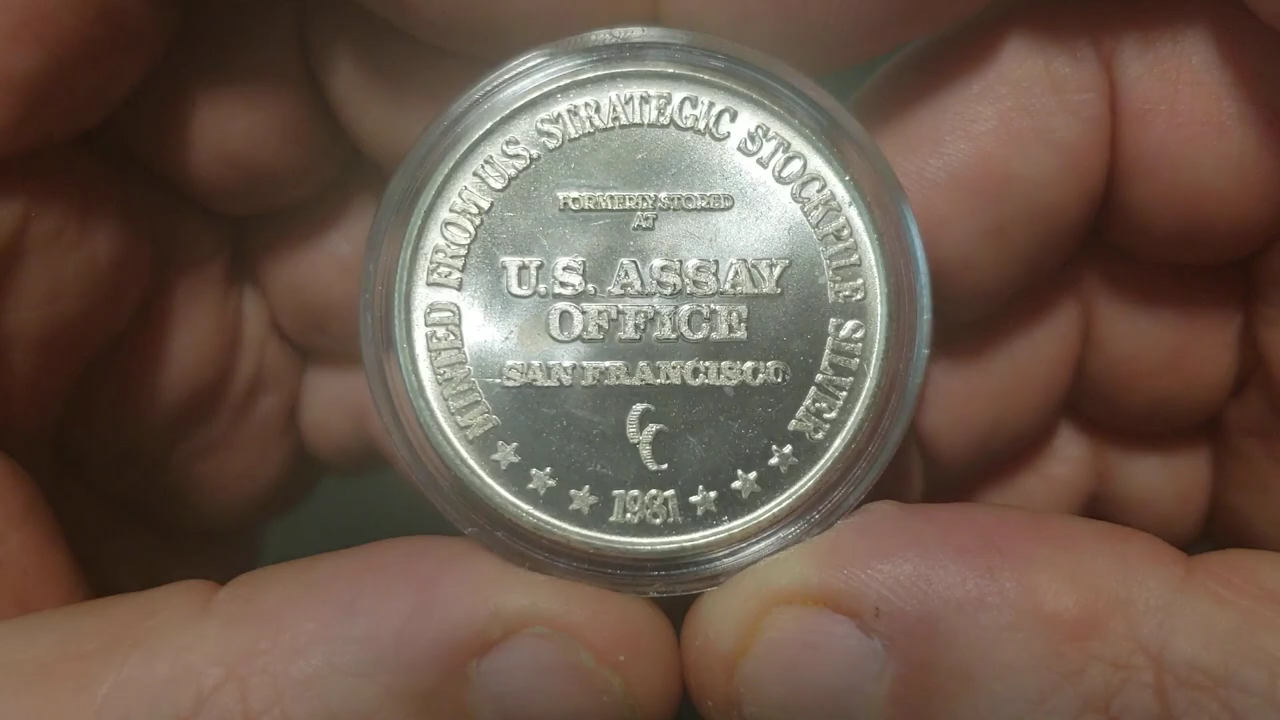 MINTED FROM U.S. STRATEGIC STOCKPILE SILVER
FORMERLY STORED
AT
U.S. ASSAY
OFFICE
SAN FRANCISCO
CC
1981